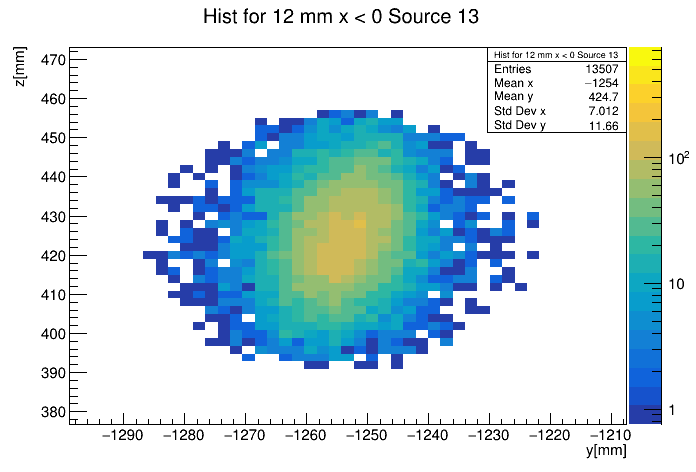 Hist for 12 mm x < 0 Source 13
z[mm]
Hist for 12 mm x < 0 Source 13
Entries 13507
Mean x −1254
Mean y 424.7
Std Dev x 7.012
Std Dev y 11.66
470
460
450
440
430
420
410
400
390
380
10²
10
1
−1290 −1280 −1270 −1260 −1250 −1240 −1230 −1220 −1210
y[mm]